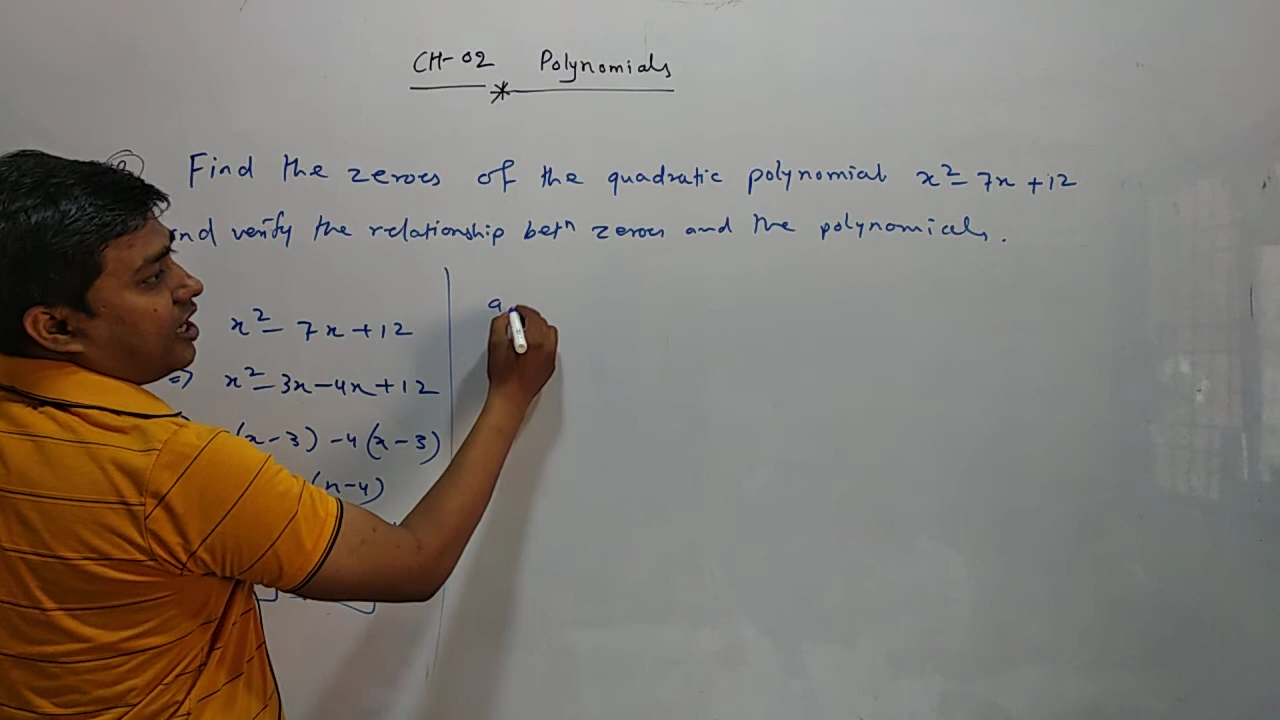 CH-02 Polynomials
Find the zeroes of the quadratic polynomial x² - 7x + 12
nd verify the relationship betⁿ zeroes and the polynomials.
x² - 7x + 12
=> x² - 3x - 4x + 12
(x - 3) - 4 (x - 3)
(x - 4)
a